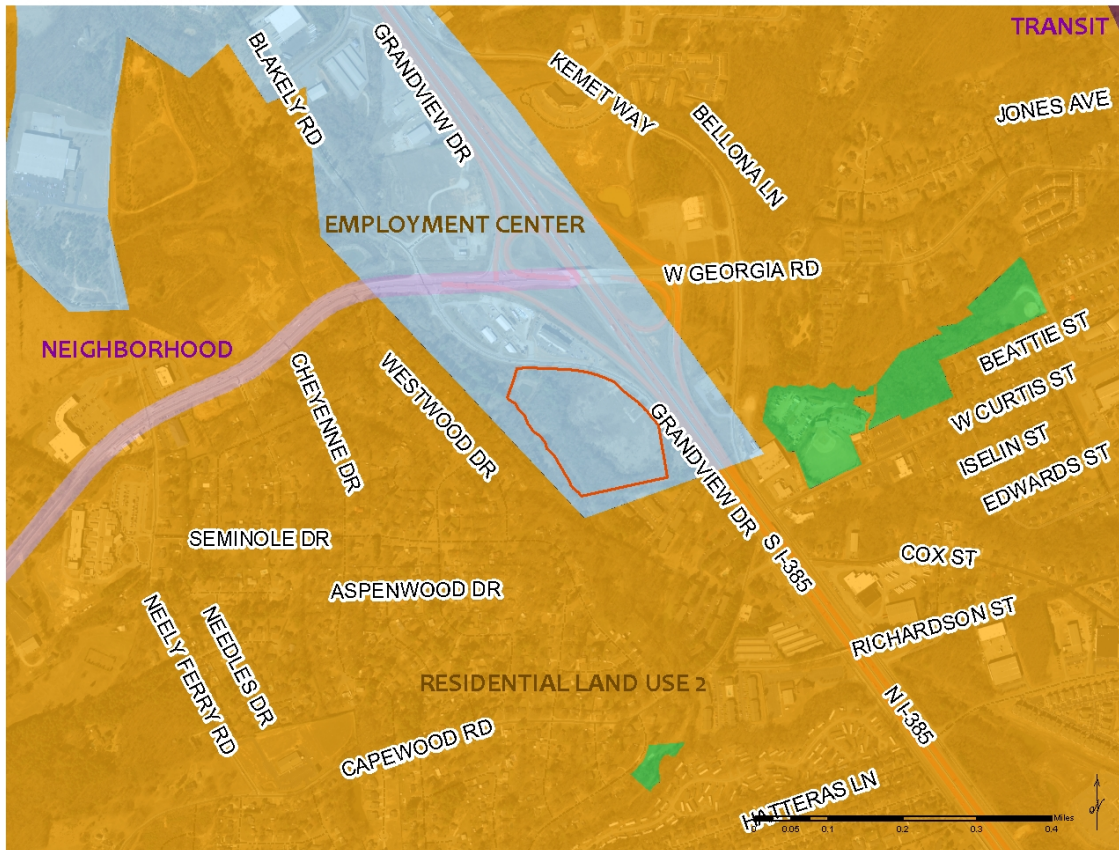 TRANSIT
BLAKELY RD
GRANDVIEW DR
KEMET WAY
BELLONA LN
JONES AVE
EMPLOYMENT CENTER
W GEORGIA RD
NEIGHBORHOOD
CHEYENNE DR
WESTWOOD DR
BEATTIE ST
W CURTIS ST
ISELIN ST
EDWARDS ST
GRANDVIEW DR
S I-385
SEMINOLE DR
COX ST
ASPENWOOD DR
RICHARDSON ST
NEELY FERRY RD
NEEDLES DR
RESIDENTIAL LAND USE 2
N I-385
CAPEWOOD RD
HATTERAS LN
N
Miles
0 0.05 0.1 0.2 0.3 0.4